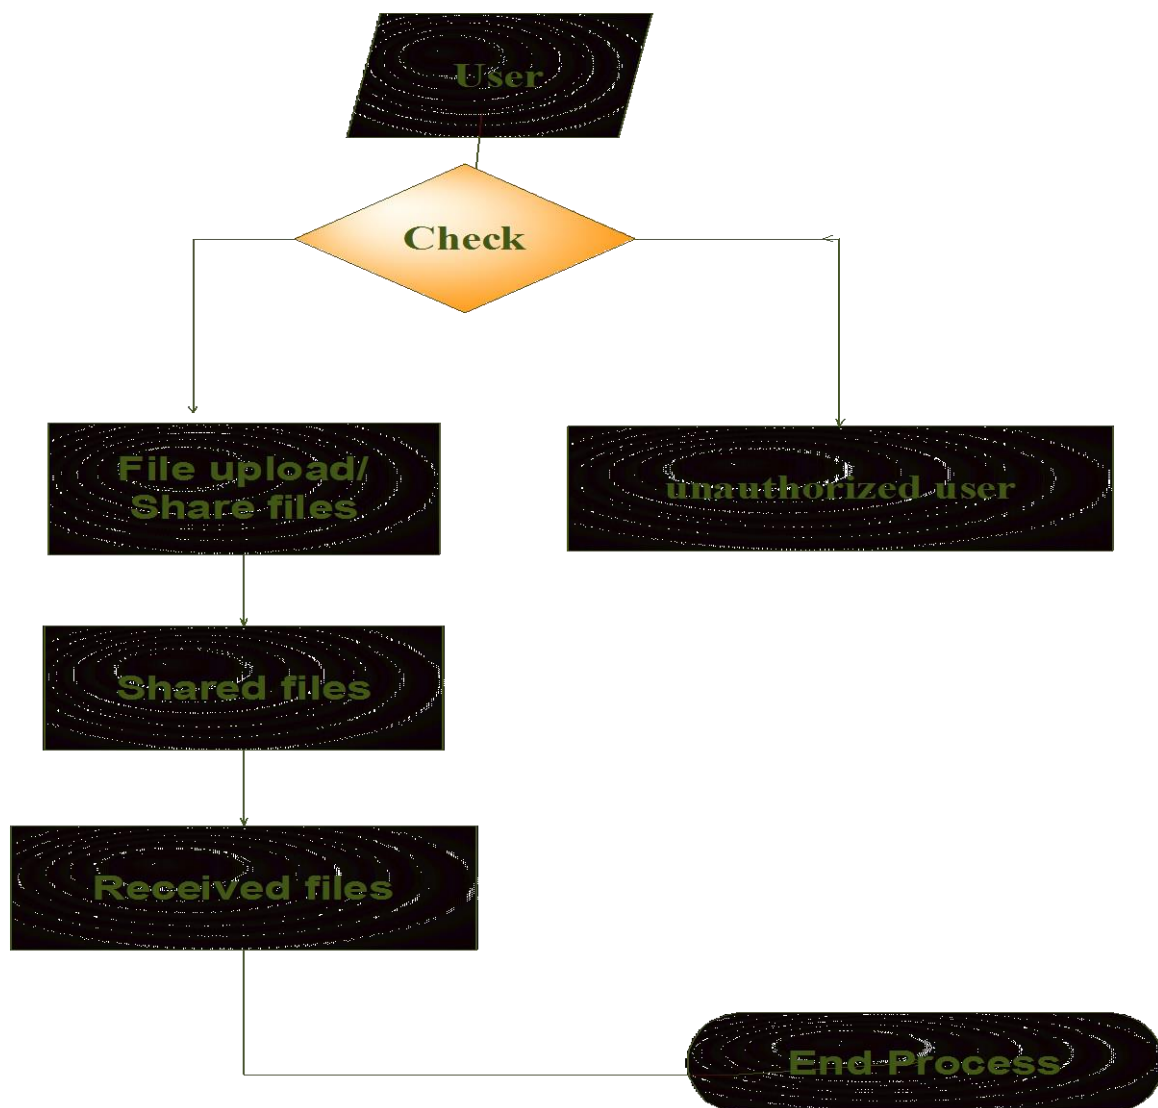 User
Check
File upload/
Share files
unauthorized user
Shared files
Received files
End Process